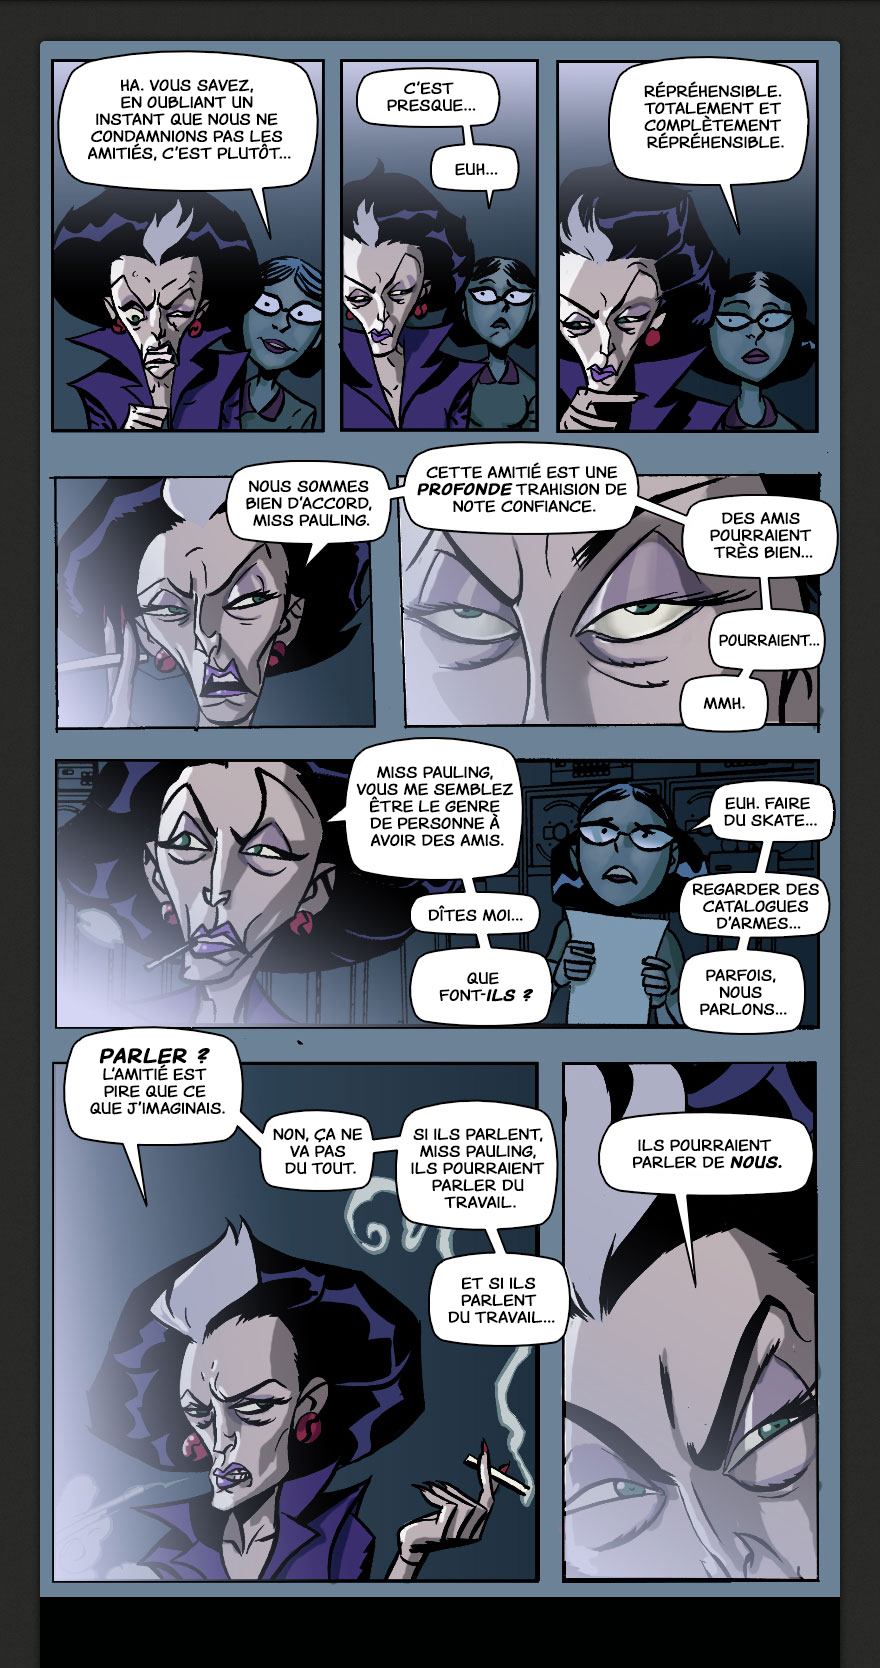 HA. VOUS SAVEZ,
EN OUBLIANT UN
INSTANT QUE NOUS NE
CONDAMNIONS PAS LES
AMITIÉS, C'EST PLUTÔT...
C'EST
PRESQUE...
EUH...
RÉPRÉHENSIBLE.
TOTALEMENT ET
COMPLÈTEMENT
RÉPRÉHENSIBLE.
NOUS SOMMES
BIEN D'ACCORD,
MISS PAULING.
CETTE AMITIÉ EST UNE
PROFONDE TRAHISION DE
NOTE CONFIANCE.
DES AMIS
POURRAIENT
TRÈS BIEN...
POURRAIENT...
MMH.
MISS PAULING,
VOUS ME SEMBLEZ
ÊTRE LE GENRE
DE PERSONNE À
AVOIR DES AMIS.
DÎTES MOI...
QUE
FONT-ILS ?
EUH. FAIRE
DU SKATE...
REGARDER DES
CATALOGUES
D'ARMES...
PARFOIS,
NOUS
PARLONS...
PARLER ?
L'AMITIÉ EST
PIRE QUE CE
QUE J'IMAGINAIS.
NON, ÇA NE
VA PAS
DU TOUT.
SI ILS PARLENT,
MISS PAULING,
ILS POURRAIENT
PARLER DU
TRAVAIL.
ET SI ILS
PARLENT
DU TRAVAIL...
ILS POURRAIENT
PARLER DE NOUS.